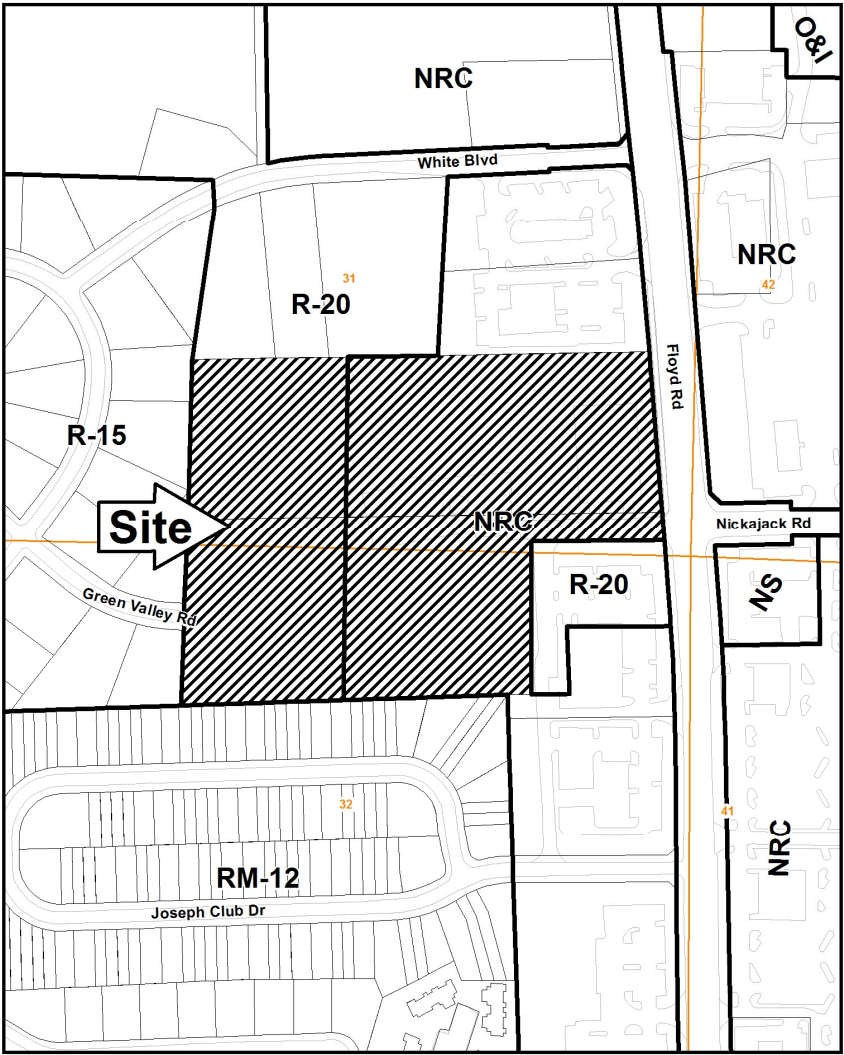 O&I
NRC
White Blvd
NRC
31
42
R-20
Floyd Rd
R-15
Site
NRC
Nickajack Rd
R-20
NS
Green Valley Rd
32
41
NRC
RM-12
Joseph Club Dr